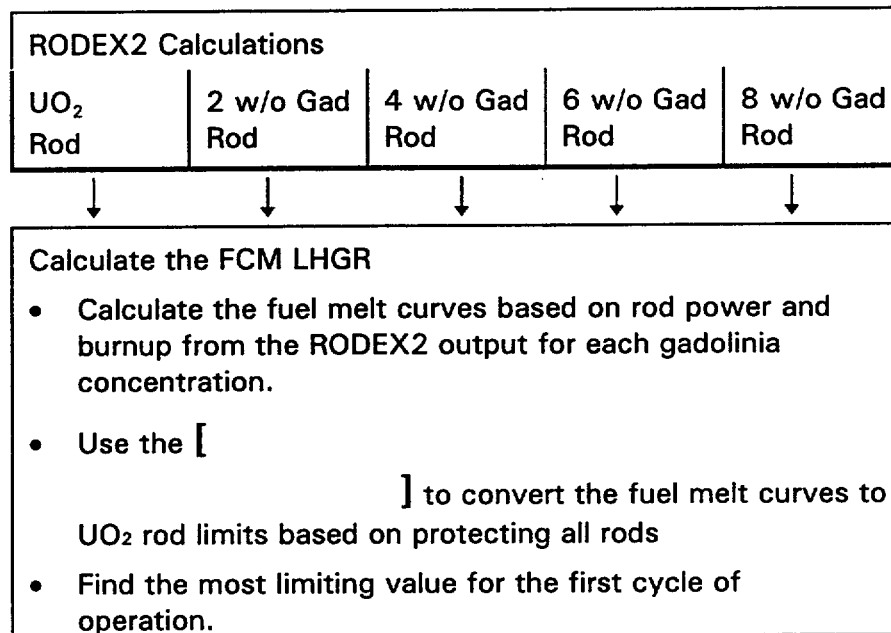 RODEX2 Calculations
UO₂ Rod
2 w/o Gad Rod
4 w/o Gad Rod
6 w/o Gad Rod
8 w/o Gad Rod
Calculate the FCM LHGR
• Calculate the fuel melt curves based on rod power and
burnup from the RODEX2 output for each gadolinia
concentration.
• Use the [
] to convert the fuel melt curves to
UO₂ rod limits based on protecting all rods
• Find the most limiting value for the first cycle of
operation.